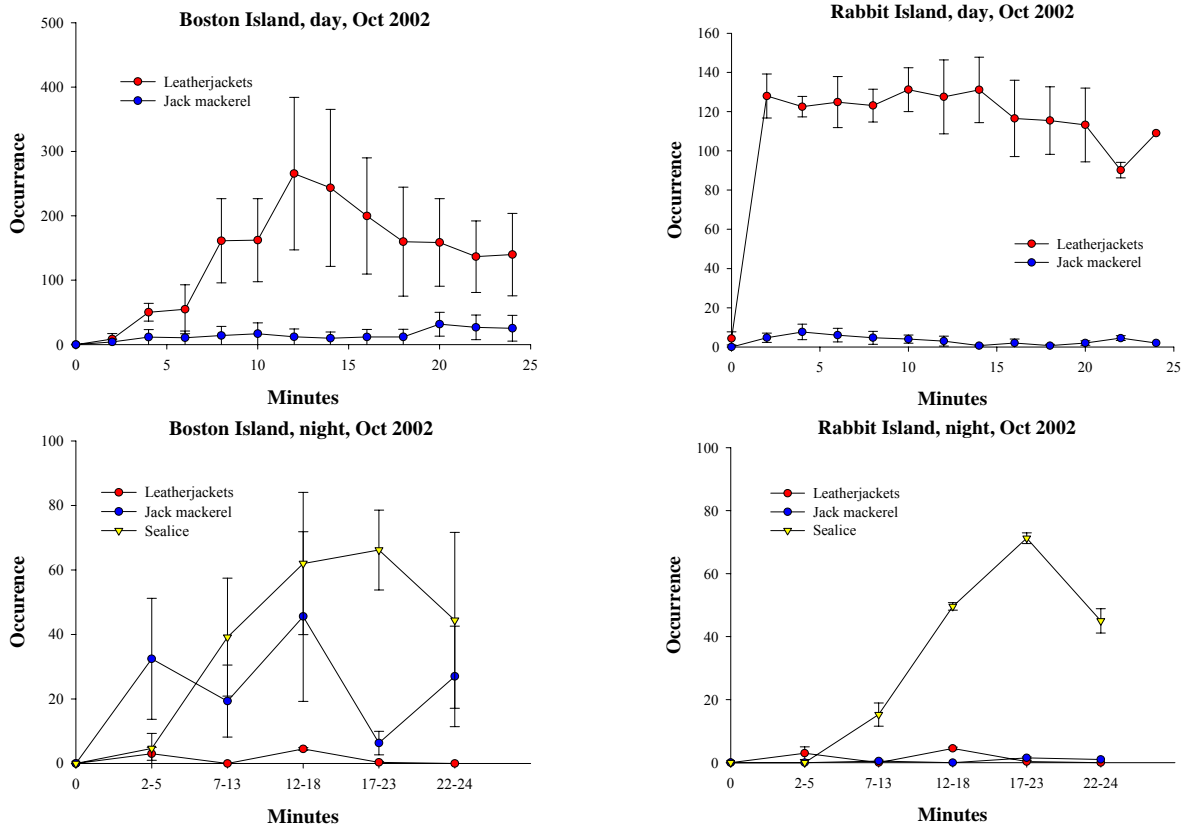 Boston Island, day, Oct 2002
500
400
300
200
100
0
Occurrence
Leatherjackets
Jack mackerel
0 5 10 15 20 25
Minutes
Rabbit Island, day, Oct 2002
160
140
120
100
80
60
40
20
0
Occurrence
Leatherjackets
Jack mackerel
0 5 10 15 20 25
Minutes
Boston Island, night, Oct 2002
100
80
60
40
20
0
Occurence
Leatherjackets
Jack mackerel
Sealice
0 2-5 7-13 12-18 17-23 22-24
Minutes
Rabbit Island, night, Oct 2002
100
80
60
40
20
0
Occurrence
Leatherjackets
Jack mackerel
Sealice
0 2-5 7-13 12-18 17-23 22-24
Minutes